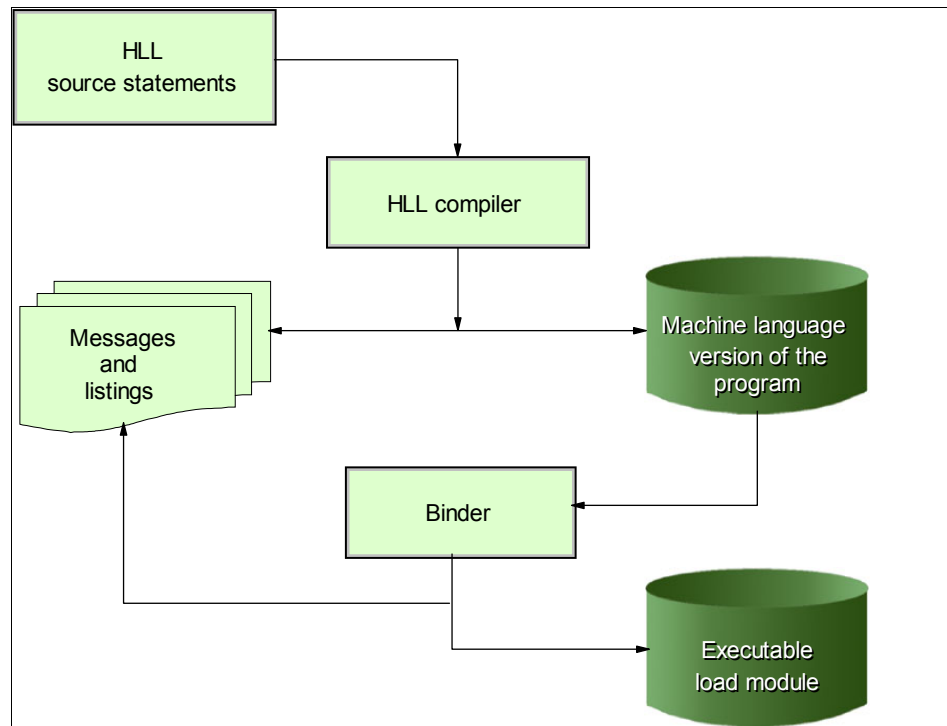 HLL
source statements
HLL compiler
Messages
and
listings
Machine language
version of the
program
Binder
Executable
load module